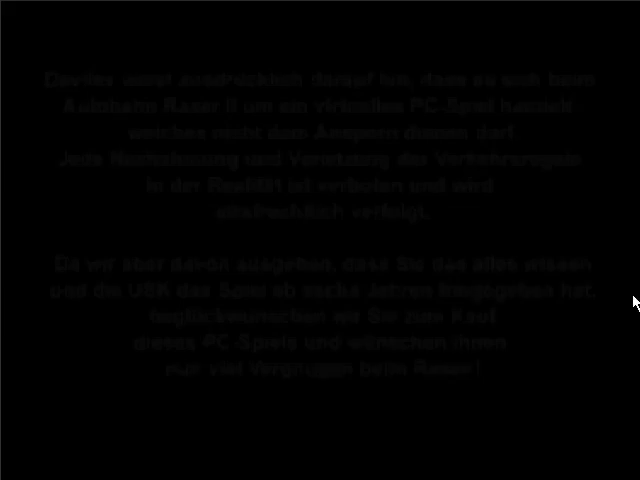 Davilex weist ausdrücklich darauf hin, dass es sich beim
Autobahn Raser II um ein virtuelles PC-Spiel handelt,
welches nicht dem Ansporn dienen darf.
Jede Nachahmung und Verletzung der Verkehrsregeln
in der Realität ist verboten und wird
strafrechtlich verfolgt.
Da wir aber davon ausgehen, dass Sie das alles wissen
und die USK das Spiel ab sechs Jahren freigegeben hat,
beglückwünschen wir Sie zum Kauf
dieses PC-Spiels und wünschen Ihnen
nun viel Vergnügen beim Rasen!